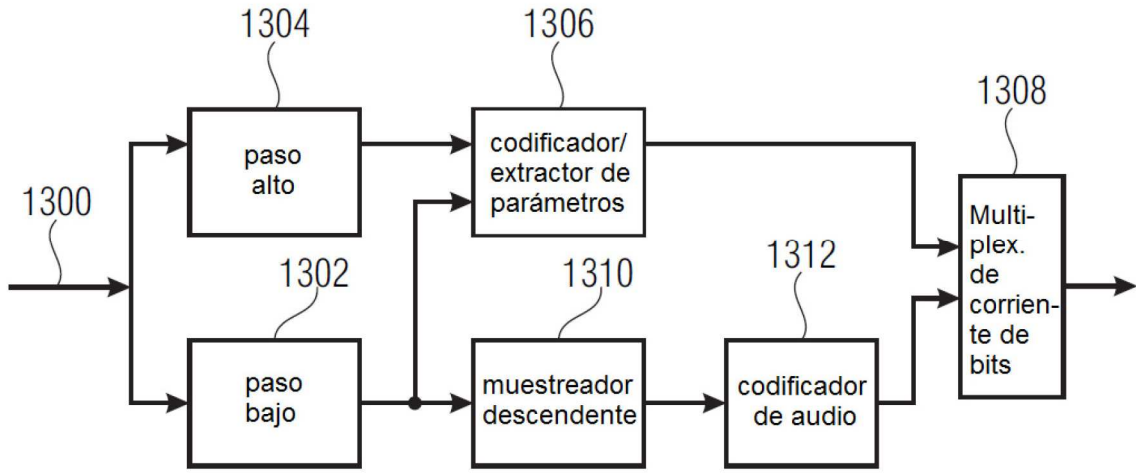 1304
1306
1308
paso
alto
codificador/
extractor de
parámetros
1300
Multi-
plex.
de
corrien-
te de
bits
1302
1310
1312
paso
bajo
muestreador
descendente
codificador
de audio